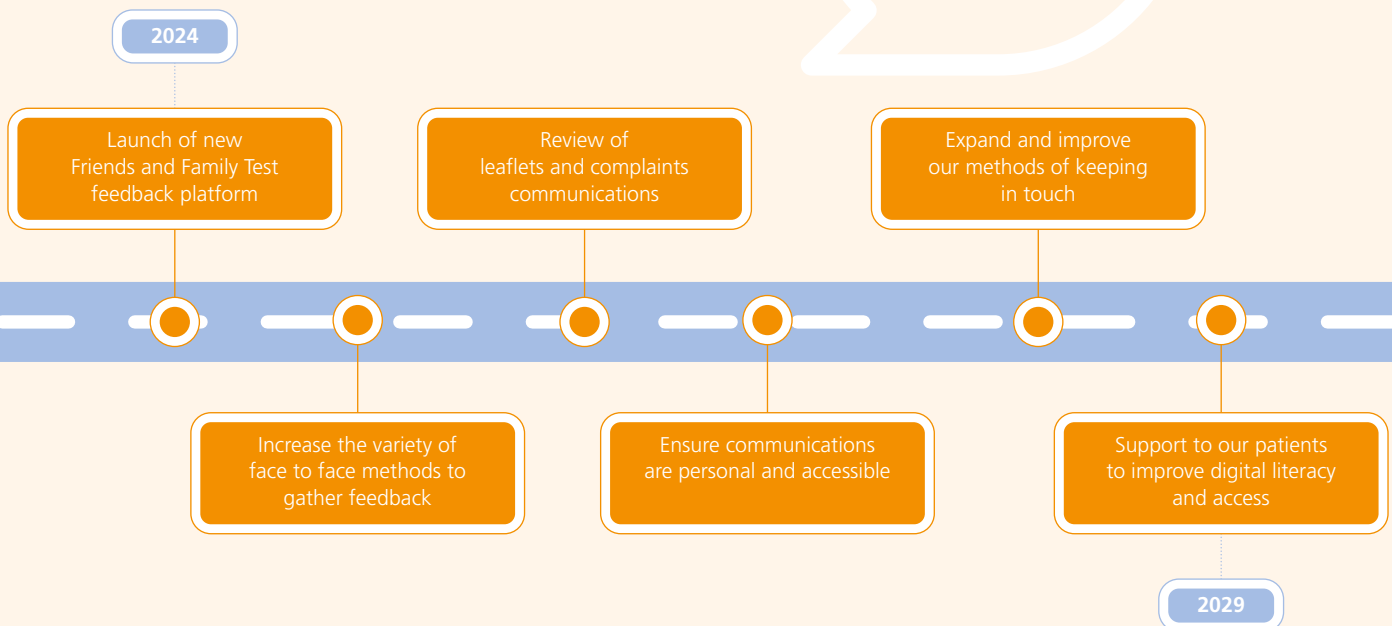 2024
Launch of new
Friends and Family Test
feedback platform
Review of
leaflets and complaints
communications
Expand and improve
our methods of keeping
in touch
Increase the variety of
face to face methods to
gather feedback
Ensure communications
are personal and accessible
Support to our patients
to improve digital literacy
and access
2029